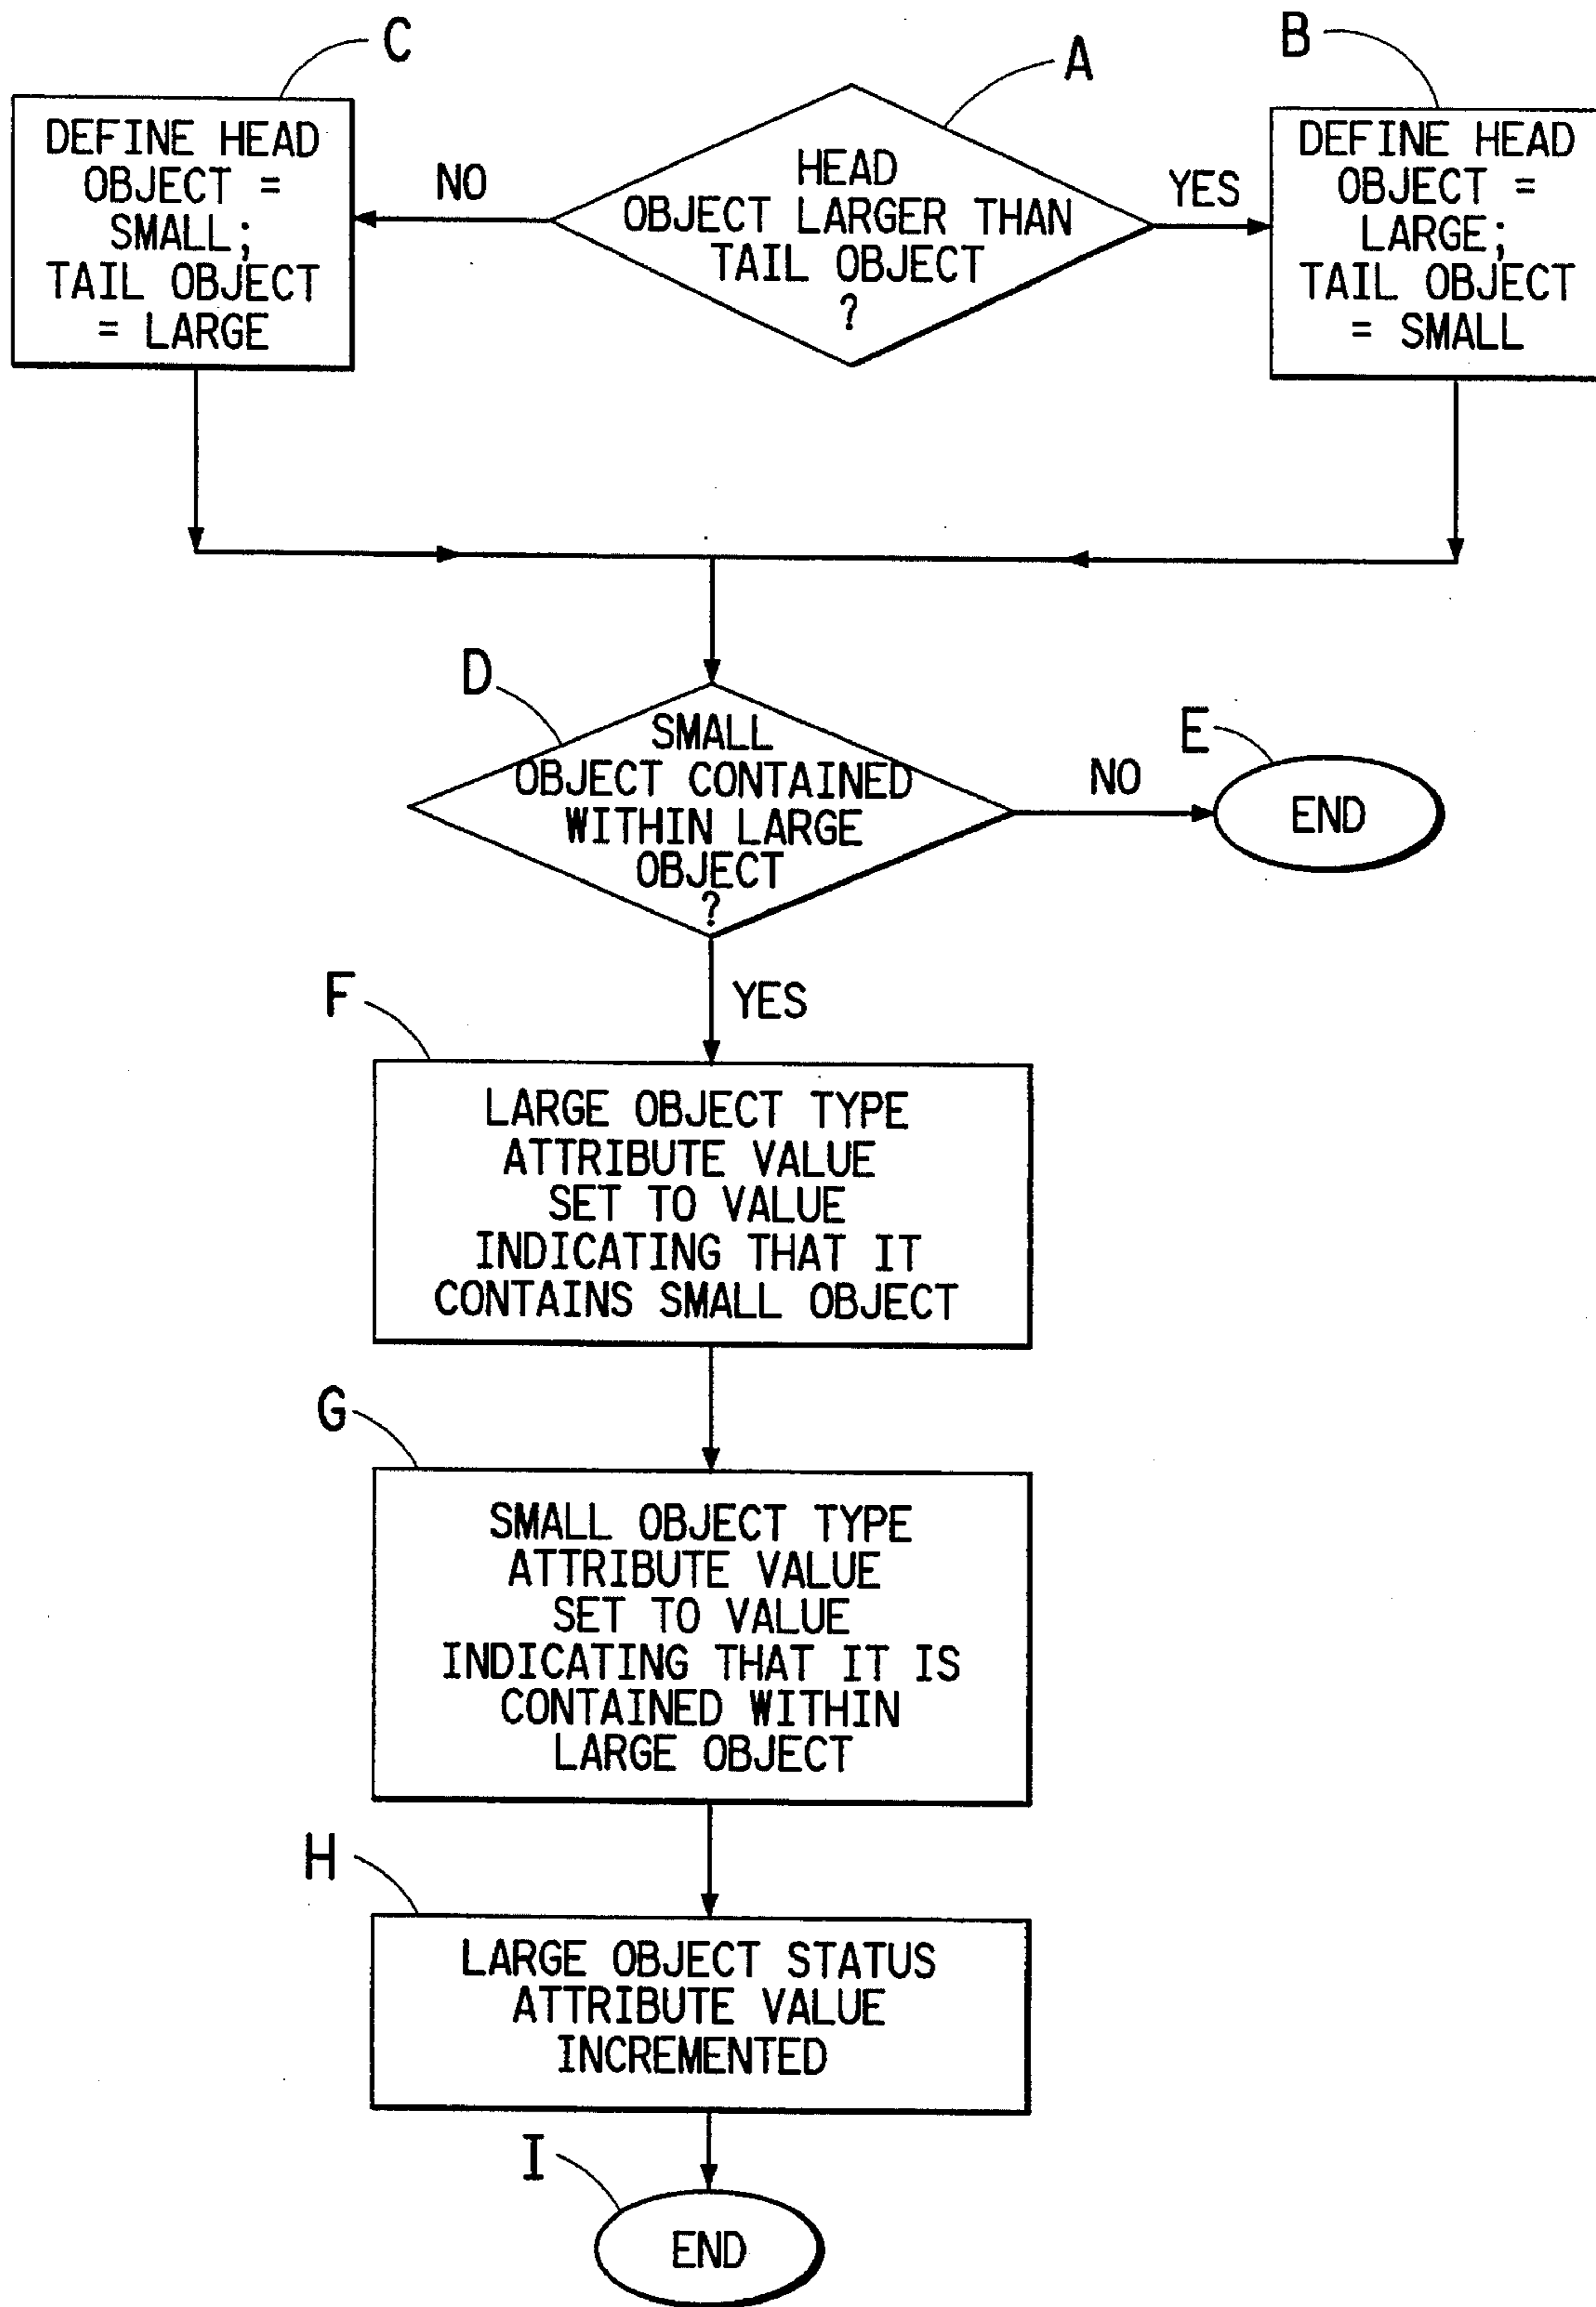 C
DEFINE HEAD
OBJECT =
SMALL;
TAIL OBJECT
= LARGE
NO
A
HEAD
OBJECT LARGER THAN
TAIL OBJECT
?
YES
B
DEFINE HEAD
OBJECT =
LARGE;
TAIL OBJECT
= SMALL
D
SMALL
OBJECT CONTAINED
WITHIN LARGE
OBJECT
?
NO
E
END
YES
F
LARGE OBJECT TYPE
ATTRIBUTE VALUE
SET TO VALUE
INDICATING THAT IT
CONTAINS SMALL OBJECT
G
SMALL OBJECT TYPE
ATTRIBUTE VALUE
SET TO VALUE
INDICATING THAT IT IS
CONTAINED WITHIN
LARGE OBJECT
H
LARGE OBJECT STATUS
ATTRIBUTE VALUE
INCREMENTED
I
END